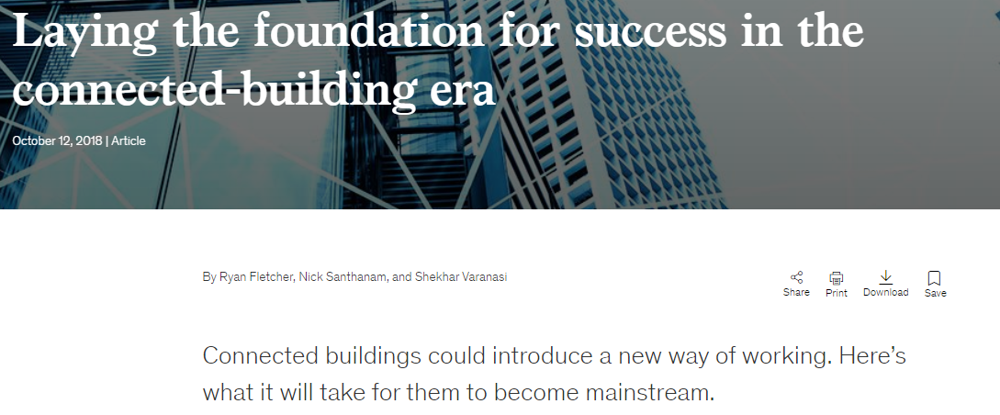 Laying the foundation for success in the
connected-building era
October 12, 2018 | Article
By Ryan Fletcher, Nick Santhanam, and Shekhar Varanasi
Share Print Download Save
Connected buildings could introduce a new way of working. Here’s
what it will take for them to become mainstream.